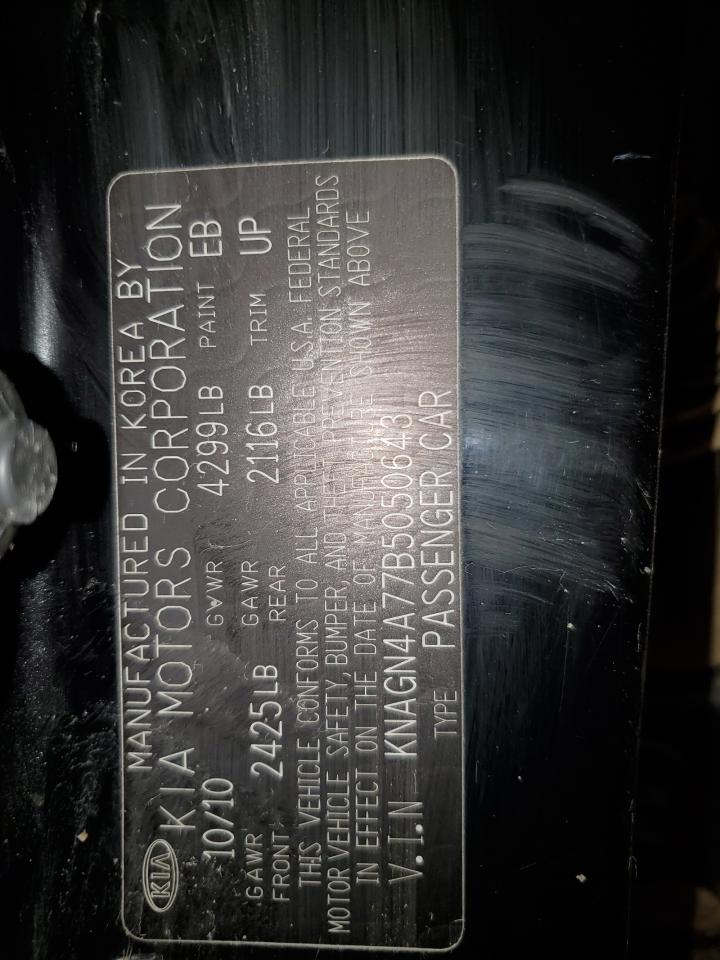 MANUFACTURED IN KOREA BY
KIA KIA MOTORS CORPORATION
10/10 GVWR 4299LB PAINT EB
GAWR FRONT 2425LB GAWR REAR 2116LB TRIM UP
THIS VEHICLE CONFORMS TO ALL APPLICABLE U.S.A. FEDERAL
MOTOR VEHICLE SAFETY, BUMPER, AND THEFT PREVENTION STANDARDS
IN EFFECT ON THE DATE OF MANUFACTURE SHOWN ABOVE
V.I.N KNAGN4A77B5050643
TYPE PASSENGER CAR